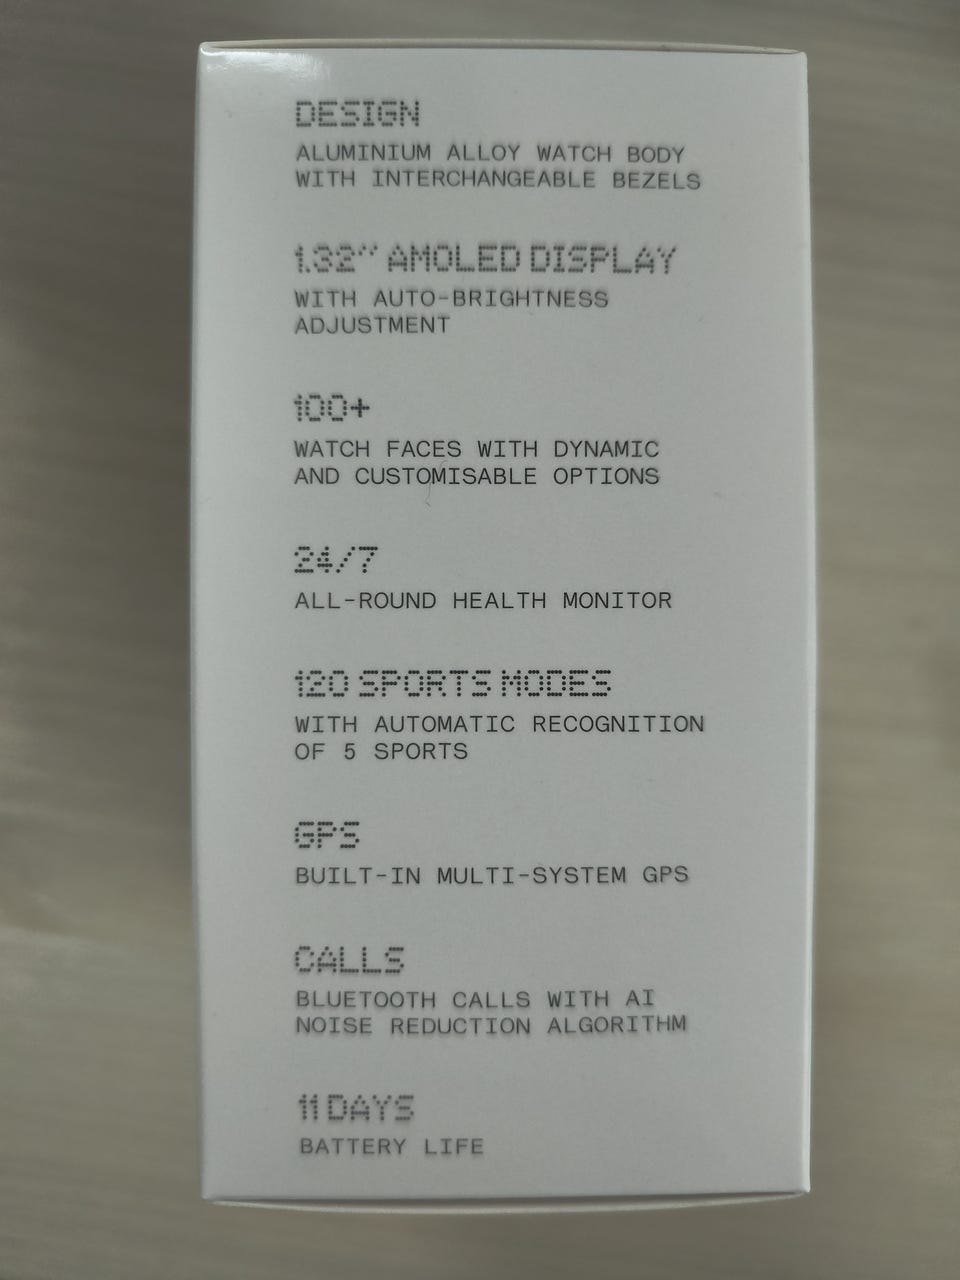 DESIGN
ALUMINIUM ALLOY WATCH BODY
WITH INTERCHANGEABLE BEZELS
1.32" AMOLED DISPLAY
WITH AUTO-BRIGHTNESS
ADJUSTMENT
100+
WATCH FACES WITH DYNAMIC
AND CUSTOMISABLE OPTIONS
24/7
ALL-ROUND HEALTH MONITOR
120 SPORTS MODES
WITH AUTOMATIC RECOGNITION
OF 5 SPORTS
GPS
BUILT-IN MULTI-SYSTEM GPS
CALLS
BLUETOOTH CALLS WITH AI
NOISE REDUCTION ALGORITHM
11 DAYS
BATTERY LIFE